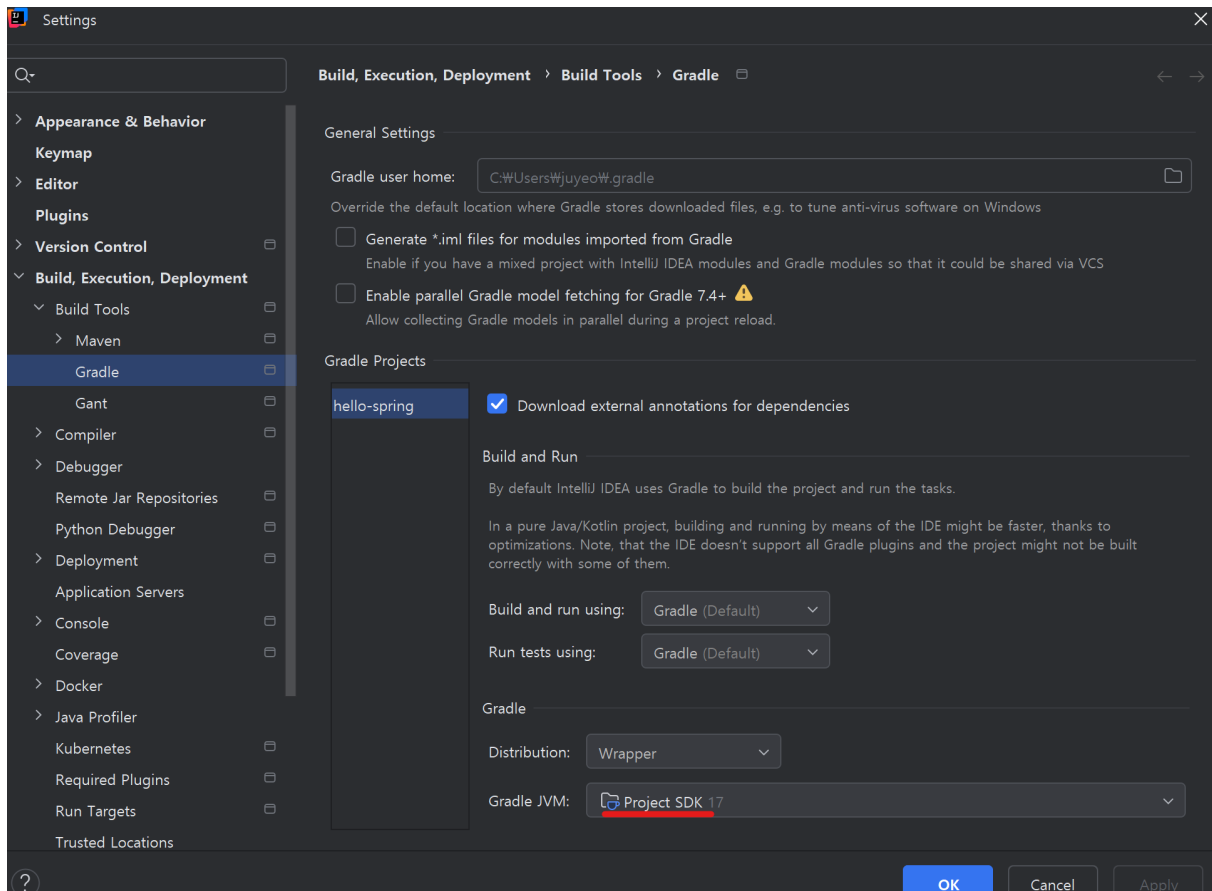 Settings
Build, Execution, Deployment › Build Tools › Gradle
Appearance & Behavior
Keymap
Editor
Plugins
Version Control
Build, Execution, Deployment
Build Tools
Maven
Gradle
Gant
Compiler
Debugger
Remote Jar Repositories
Python Debugger
Deployment
Application Servers
Console
Coverage
Docker
Java Profiler
Kubernetes
Required Plugins
Run Targets
Trusted Locations
General Settings
Gradle user home: C:₩Users₩juyeo₩.gradle
Override the default location where Gradle stores downloaded files, e.g. to tune anti-virus software on Windows
Generate *.iml files for modules imported from Gradle
Enable if you have a mixed project with IntelliJ IDEA modules and Gradle modules so that it could be shared via VCS
Enable parallel Gradle model fetching for Gradle 7.4+
Allow collecting Gradle models in parallel during a project reload.
Gradle Projects
hello-spring
Download external annotations for dependencies
Build and Run
By default IntelliJ IDEA uses Gradle to build the project and run the tasks.
In a pure Java/Kotlin project, building and running by means of the IDE might be faster, thanks to
optimizations. Note, that the IDE doesn't support all Gradle plugins and the project might not be built
correctly with some of them.
Build and run using: Gradle (Default)
Run tests using: Gradle (Default)
Gradle
Distribution: Wrapper
Gradle JVM: Project SDK 17
?
OK Cancel Apply